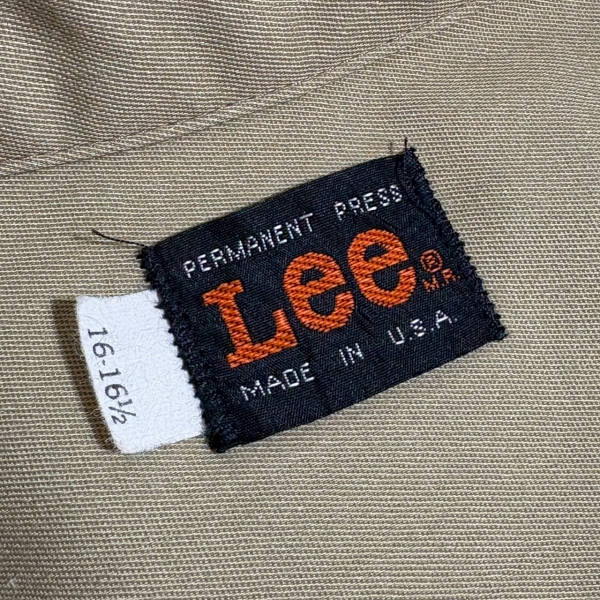 PERMANENT PRESS
Lee ® M.R.
MADE IN U.S.A.
16-16½